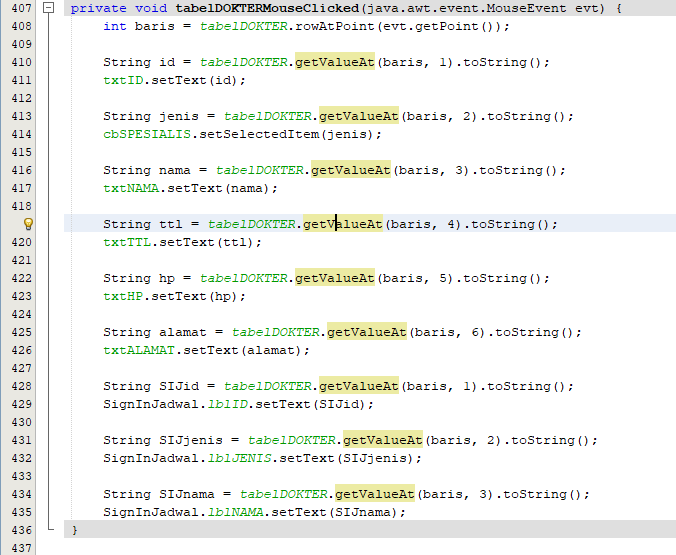 407 private void tabelDOKTERMouseClicked(java.awt.event.MouseEvent evt) {
408 int baris = tabelDOKTER.rowAtPoint(evt.getPoint());
409
410 String id = tabelDOKTER.getValueAt(baris, 1).toString();
411 txtID.setText(id);
412
413 String jenis = tabelDOKTER.getValueAt(baris, 2).toString();
414 cbSPESIALIS.setSelectedItem(jenis);
415
416 String nama = tabelDOKTER.getValueAt(baris, 3).toString();
417 txtNAMA.setText(nama);
418
String ttl = tabelDOKTER.getValueAt(baris, 4).toString();
420 txtTTL.setText(ttl);
421
422 String hp = tabelDOKTER.getValueAt(baris, 5).toString();
423 txtHP.setText(hp);
424
425 String alamat = tabelDOKTER.getValueAt(baris, 6).toString();
426 txtALAMAT.setText(alamat);
427
428 String SIJid = tabelDOKTER.getValueAt(baris, 1).toString();
429 SignInJadwal.lblID.setText(SIJid);
430
431 String SIJjenis = tabelDOKTER.getValueAt(baris, 2).toString();
432 SignInJadwal.lblJENIS.setText(SIJjenis);
433
434 String SIJnama = tabelDOKTER.getValueAt(baris, 3).toString();
435 SignInJadwal.lblNAMA.setText(SIJnama);
436 }
437